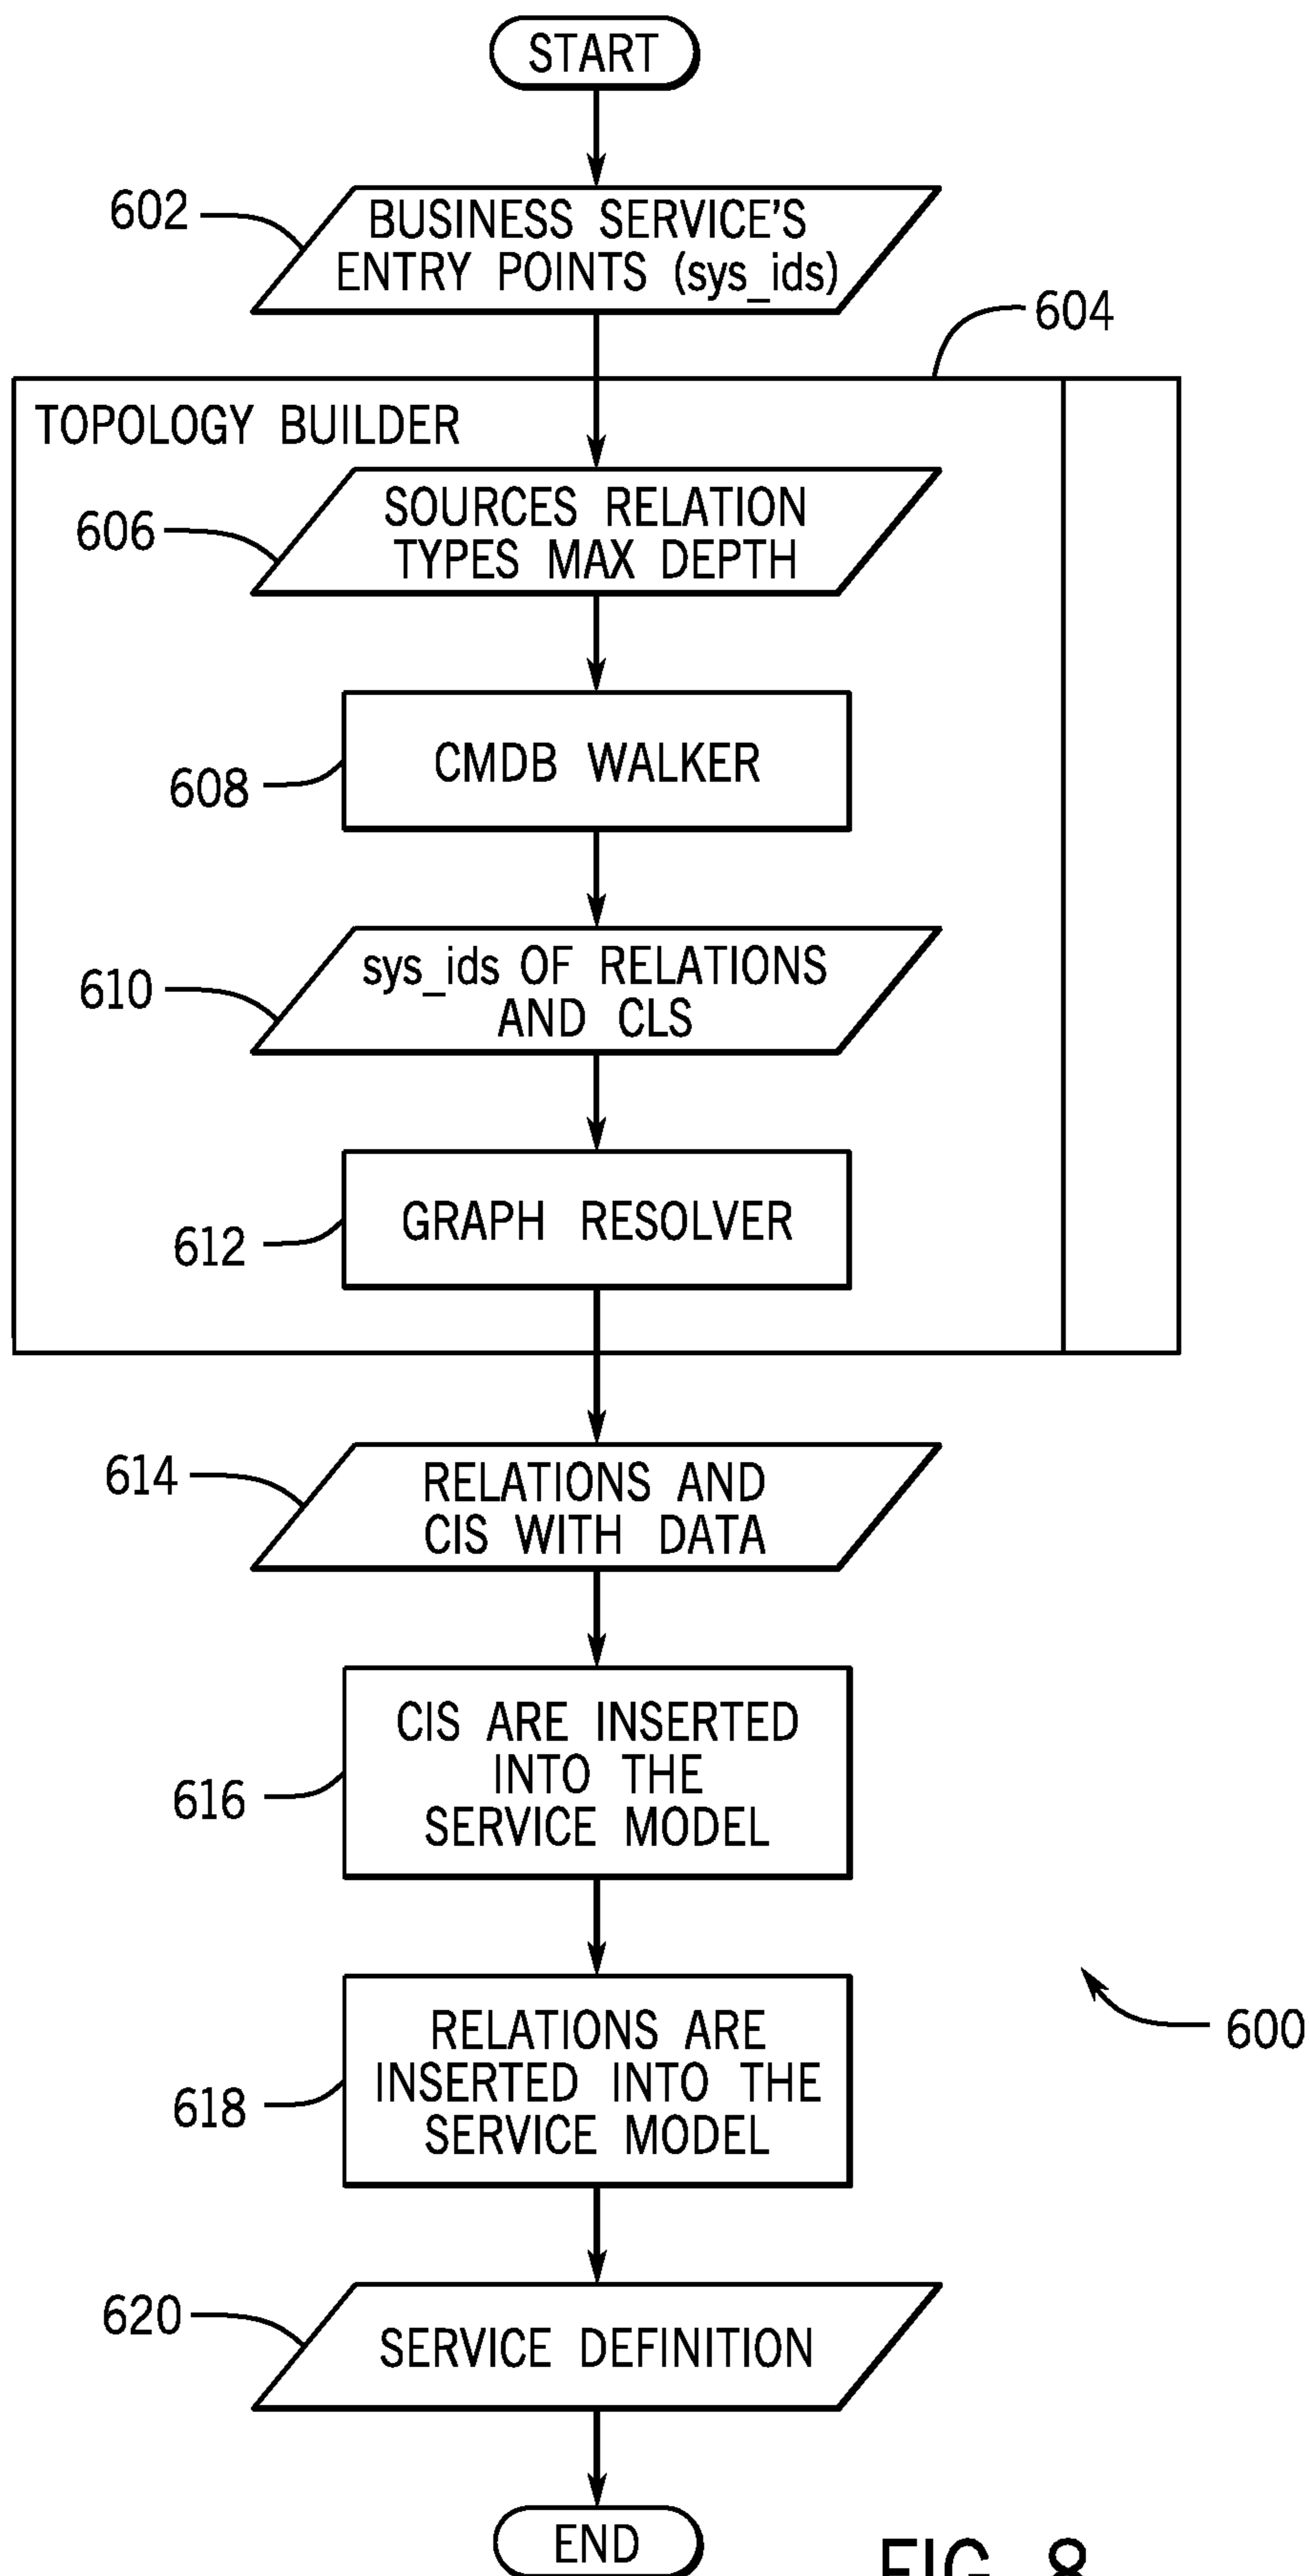 START
602
BUSINESS SERVICE'S
ENTRY POINTS (sys_ids)
604
TOPOLOGY BUILDER
606
SOURCES RELATION
TYPES MAX DEPTH
608
CMDB WALKER
610
sys_ids OF RELATIONS
AND CLS
612
GRAPH RESOLVER
614
RELATIONS AND
CIS WITH DATA
616
CIS ARE INSERTED
INTO THE
SERVICE MODEL
618
RELATIONS ARE
INSERTED INTO THE
SERVICE MODEL
600
620
SERVICE DEFINITION
END
FIG. 8